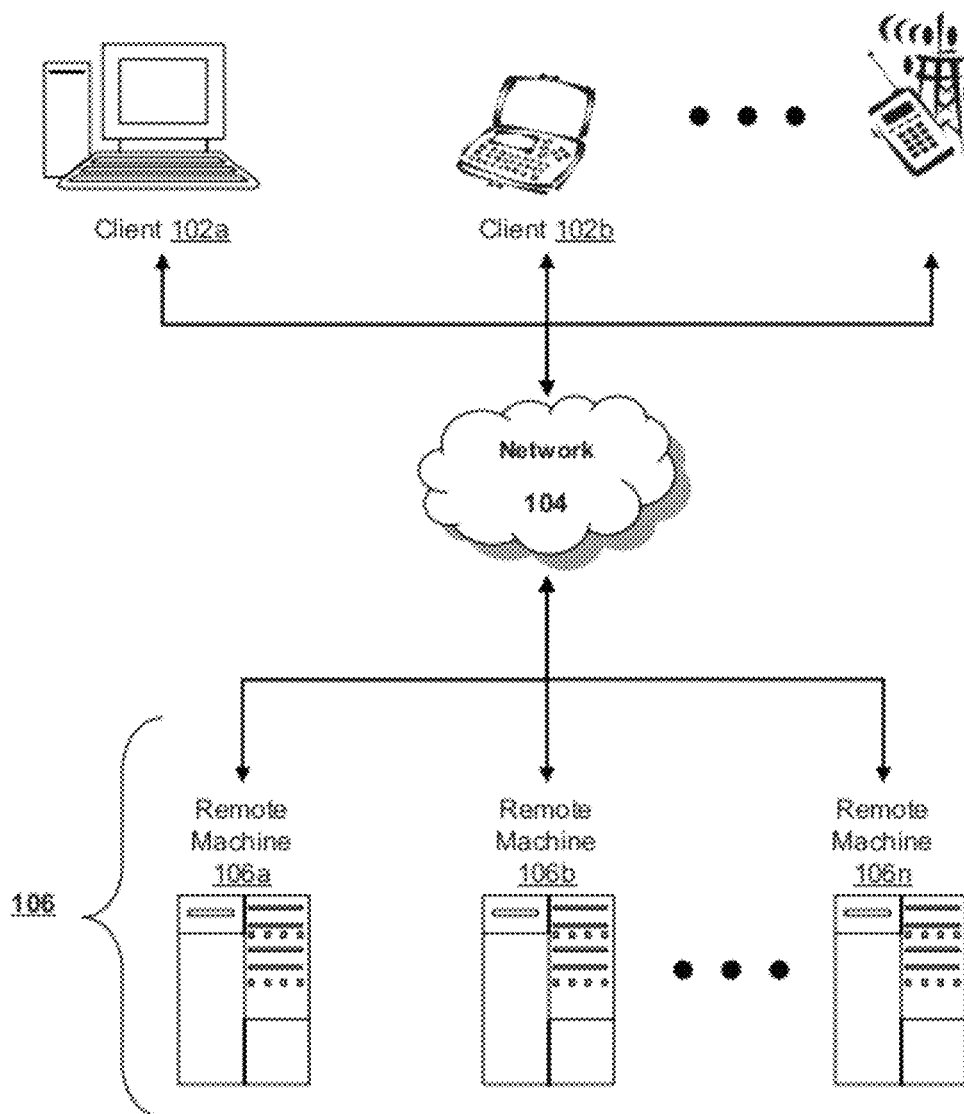 Client 102a
Client 102b
Network
104
Remote
Machine
106a
Remote
Machine
106b
Remote
Machine
106n
106